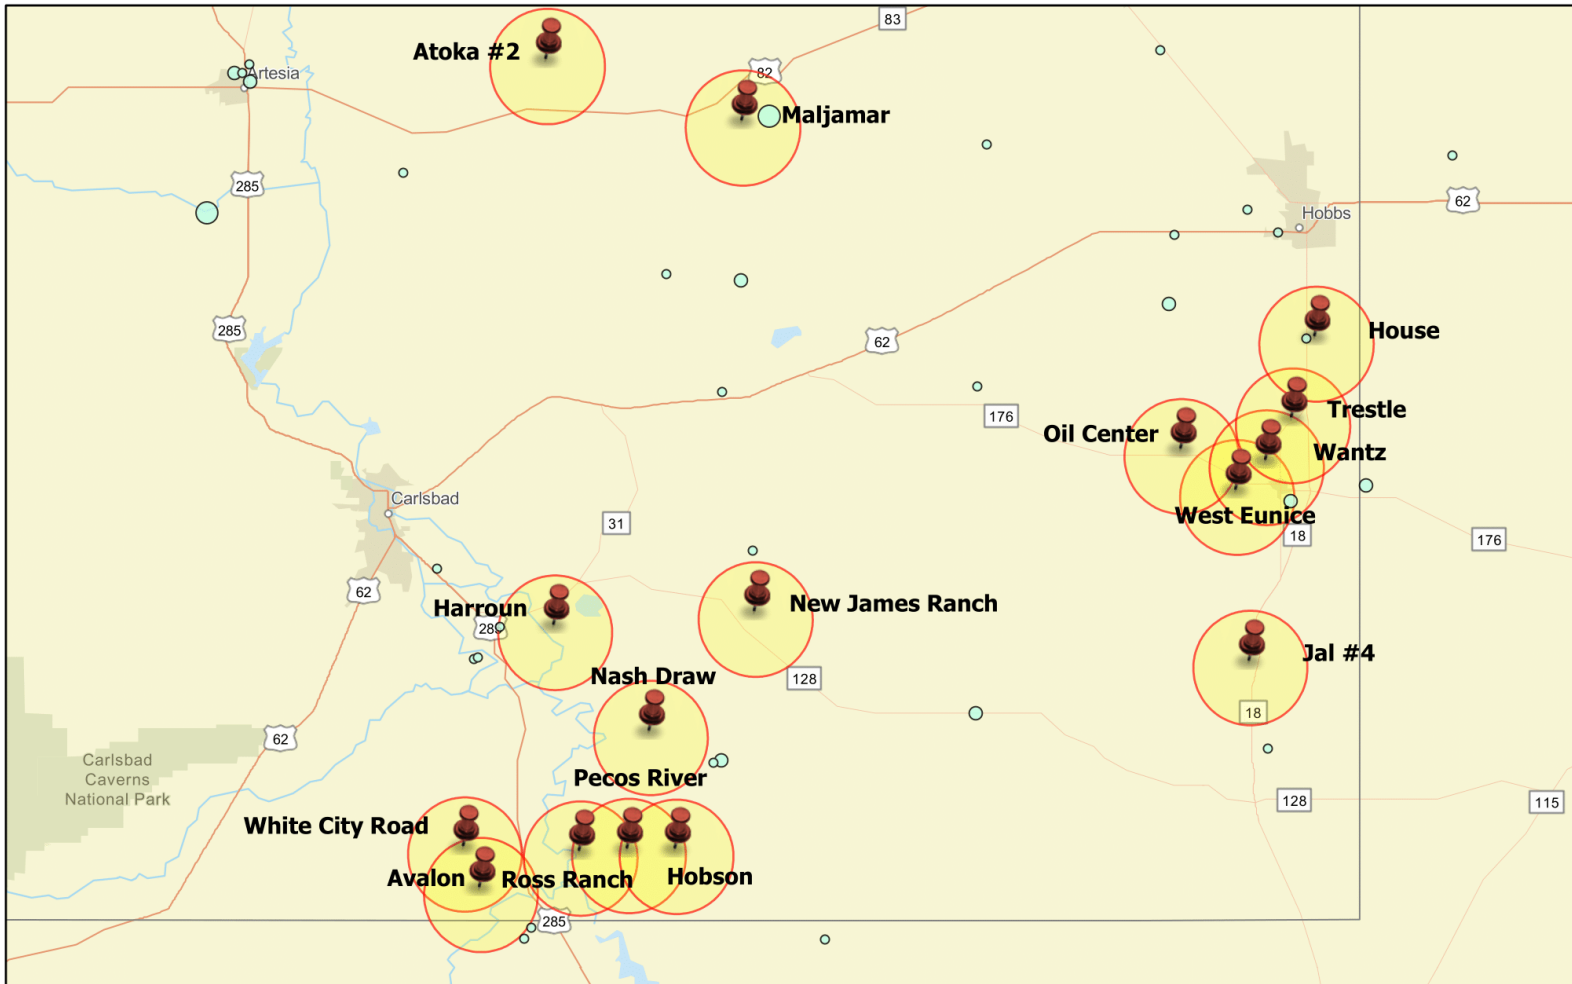 83
Atoka #2
82
Artesia
Maljamar
285
62
Hobbs
285
62
House
176
Trestle
Oil Center
Wantz
Carlsbad
West Eunice
31
18
176
62
New James Ranch
Harroun
285
Jal #4
Nash Draw
128
18
62
Carlsbad
Caverns
National Park
Pecos River
128
115
White City Road
Avalon
Ross Ranch
Hobson
285